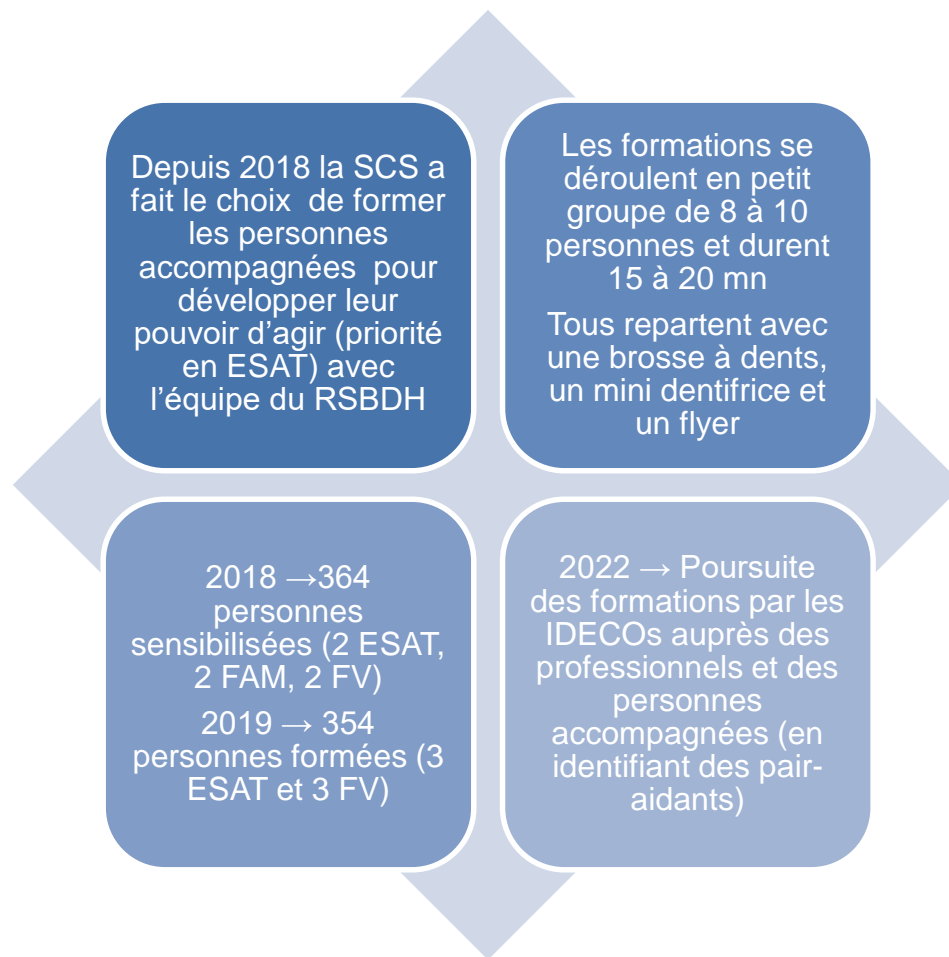 Depuis 2018 la SCS a
fait le choix de former
les personnes
accompagnées pour
développer leur
pouvoir d’agir (priorité
en ESAT) avec
l’équipe du RSBDH
Les formations se
déroulent en petit
groupe de 8 à 10
personnes et durent
15 à 20 mn
Tous repartent avec
une brosse à dents,
un mini dentifrice et
un flyer
2018 →364
personnes
sensibilisées (2 ESAT,
2 FAM, 2 FV)
2019 → 354
personnes formées (3
ESAT et 3 FV)
2022 → Poursuite
des formations par les
IDECOs auprès des
professionnels et des
personnes
accompagnées (en
identifiant des pair-
aidants)